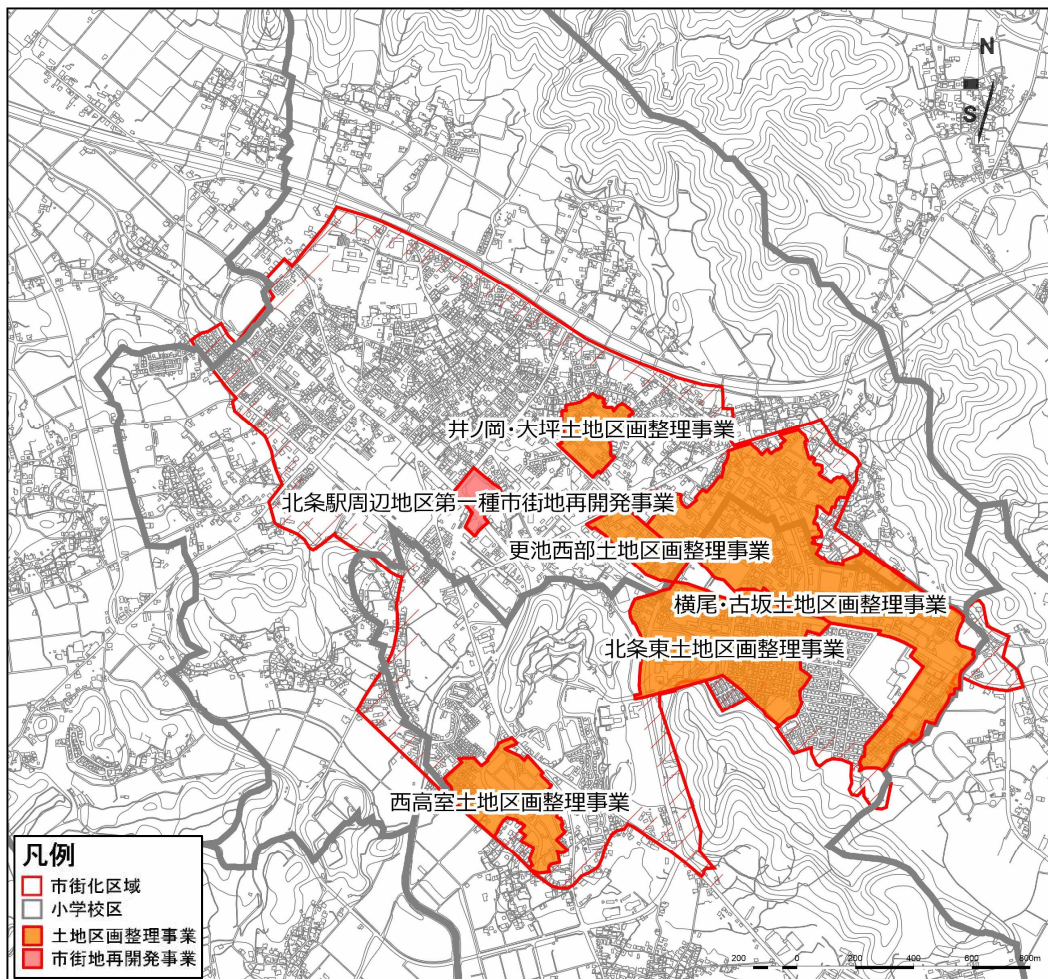 N
S
井ノ岡・大坪土地区画整理事業
北条駅周辺地区第一種市街地再開発事業
更池西部土地区画整理事業
横尾・古坂土地区画整理事業
北条東土地区画整理事業
西高室土地区画整理事業
凡例
市街化区域
小学校区
土地区画整理事業
市街地再開発事業
200 0 200 400 600 800m